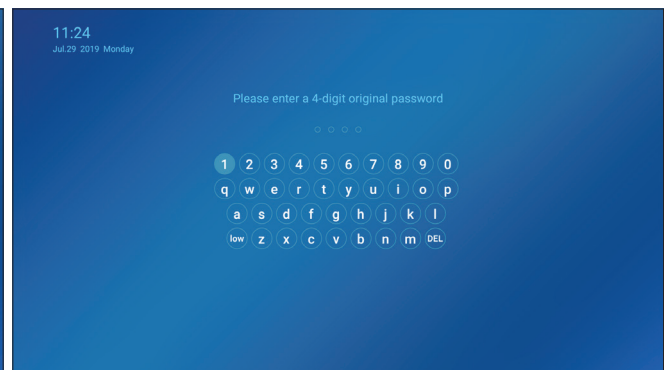 11:24
Jul.29 2019 Monday
Please enter a 4-digit original password
1 2 3 4 5 6 7 8 9 0
q w e r t y u i o p
a s d f g h j k l
low z x c v b n m DEL